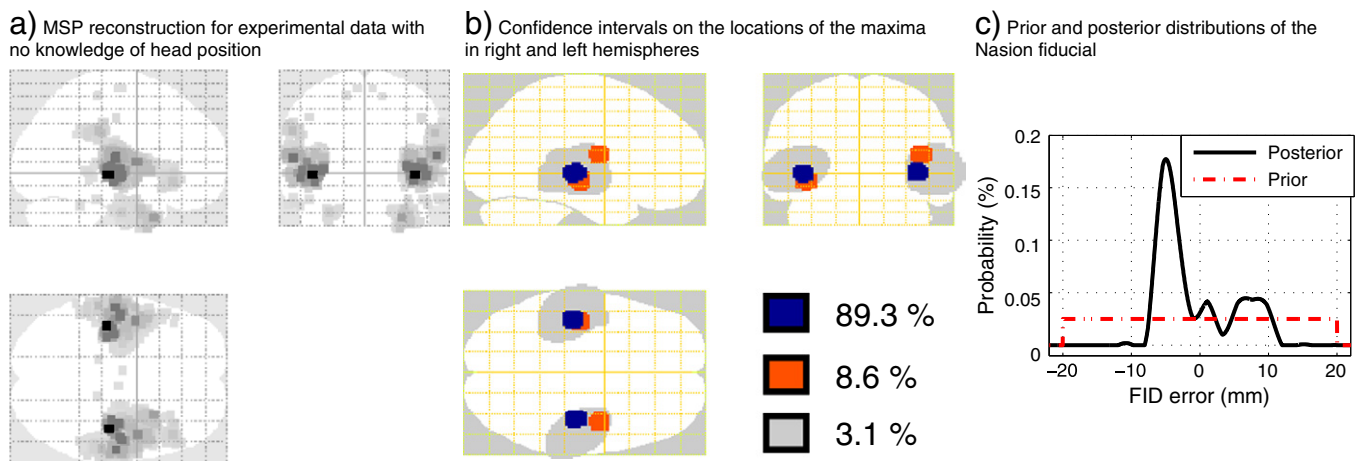 a) MSP reconstruction for experimental data with
no knowledge of head position
b) Confidence intervals on the locations of the maxima
in right and left hemispheres
89.3 %
8.6 %
3.1 %
c) Prior and posterior distributions of the
Nasion fiducial
Posterior
Prior
Probability (%)
0.2
0.15
0.1
0.05
0
−20 −10 0 10 20
FID error (mm)